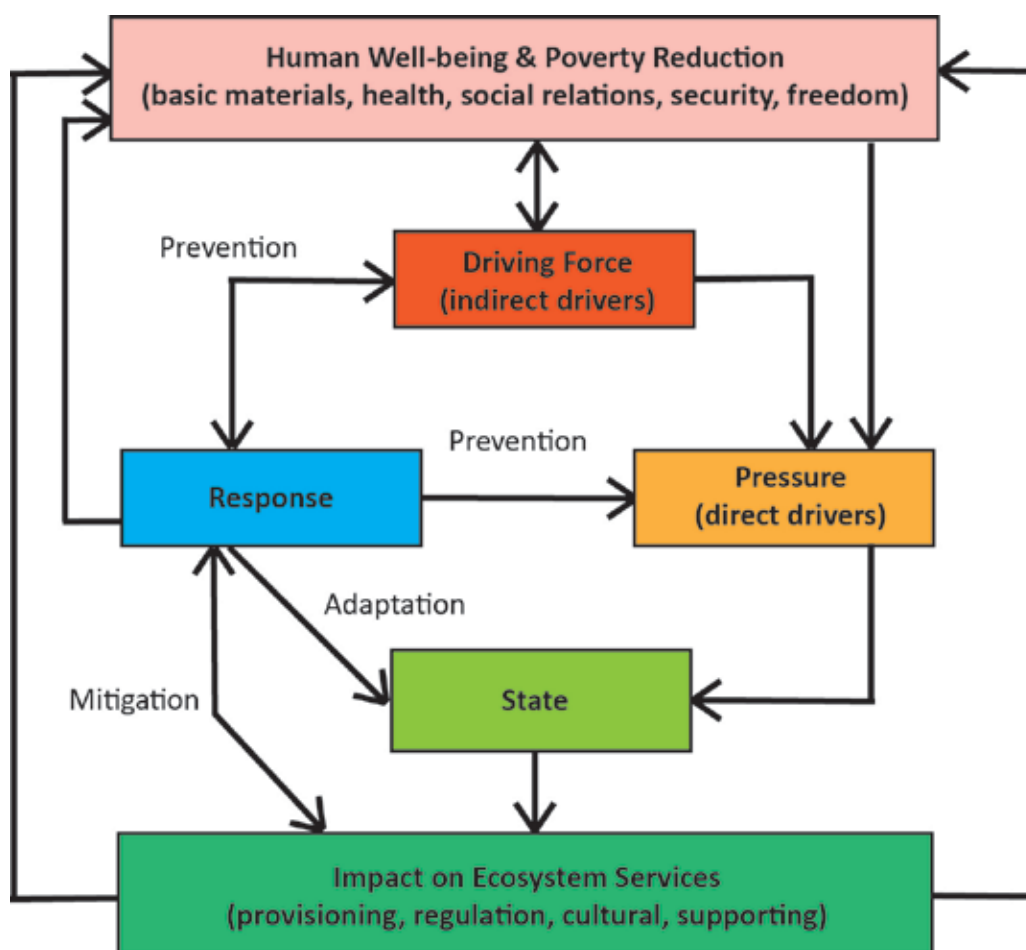 Human Well-being & Poverty Reduction
(basic materials, health, social relations, security, freedom)
Prevention
Driving Force
(indirect drivers)
Prevention
Response
Pressure
(direct drivers)
Adaptation
Mitigation
State
Impact on Ecosystem Services
(provisioning, regulation, cultural, supporting)